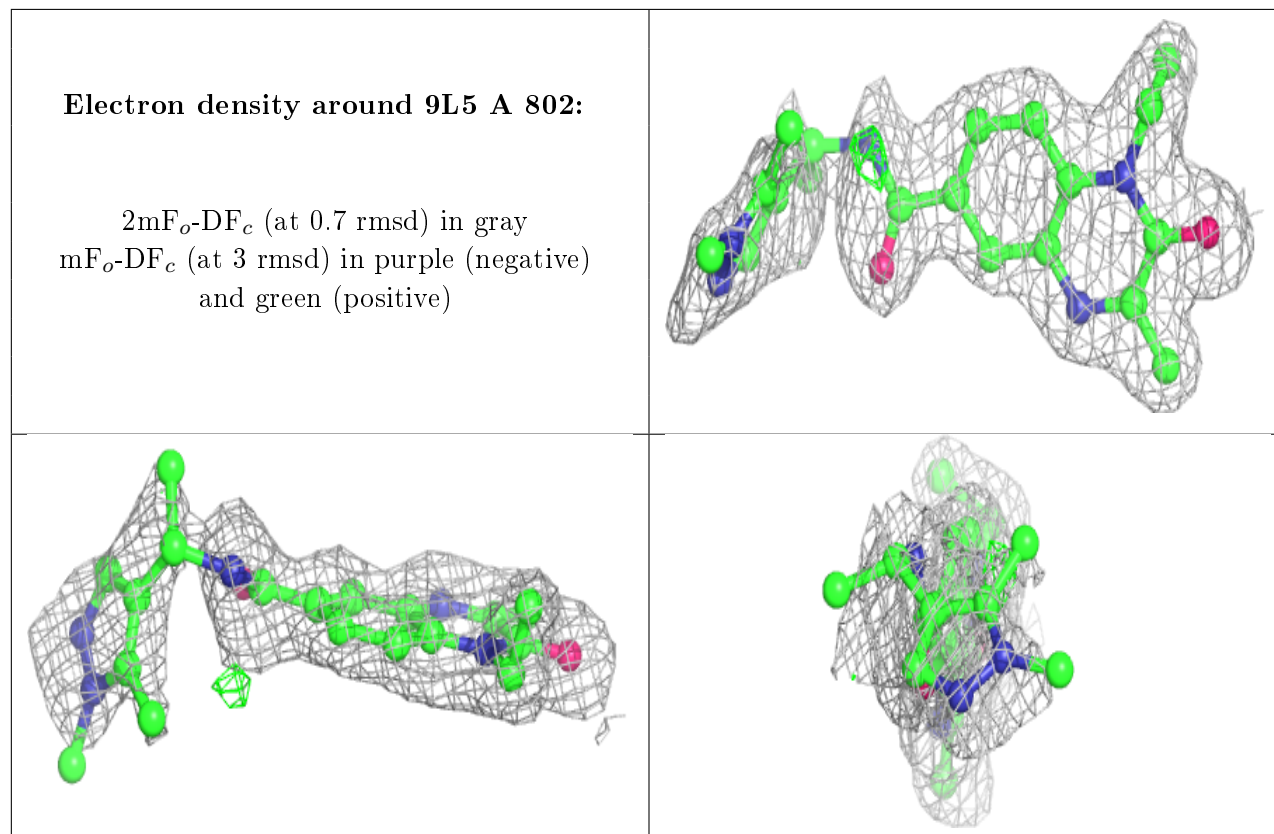 Electron density around 9L5 A 802:
2mFo-DFc (at 0.7 rmsd) in gray
mFo-DFc (at 3 rmsd) in purple (negative)
and green (positive)